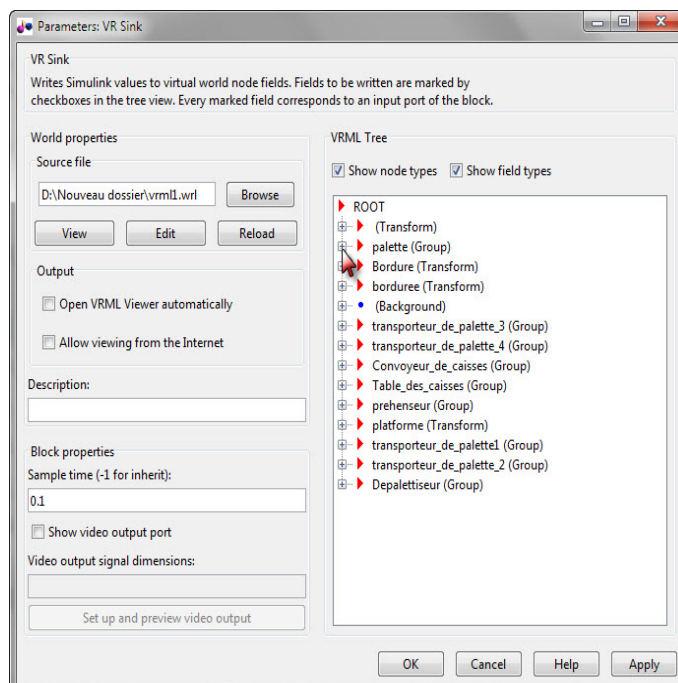 Parameters: VR Sink
VR Sink
Writes Simulink values to virtual world node fields. Fields to be written are marked by
checkboxes in the tree view. Every marked field corresponds to an input port of the block.
World properties
Source file
D:\Nouveau dossier\vrml1.wrl
Browse
View
Edit
Reload
Output
Open VRML Viewer automatically
Allow viewing from the Internet
Description:
Block properties
Sample time (-1 for inherit):
0.1
Show video output port
Video output signal dimensions:
Set up and preview video output
VRML Tree
Show node types
Show field types
ROOT
(Transform)
palette (Group)
Bordure (Transform)
borduree (Transform)
(Background)
transporteur_de_palette_3 (Group)
transporteur_de_palette_4 (Group)
Convoyeur_de_caisses (Group)
Table_des_caisses (Group)
prehenseur (Group)
platforme (Transform)
transporteur_de_palette1 (Group)
transporteur_de_palette_2 (Group)
Depalettiseur (Group)
OK
Cancel
Help
Apply